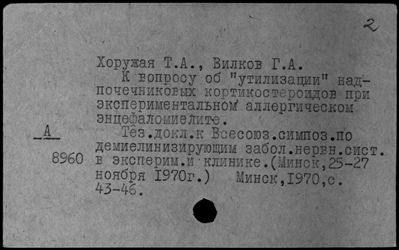 2
Хоружая Т.А., Вилков Г.А.
К вопросу об "утилизации" над-
почечниковых кортикостероидов при
экспериментальном аллергическом
энцефаломиелите.
Тез.докл.к Всесоюз.симпоз.по
демиелинизирующим забол.нервн.сист.
в эксперим.и клинике.(Минск,25-27
ноября 1970г.) Минск,1970,с.
43-46.
А
8960